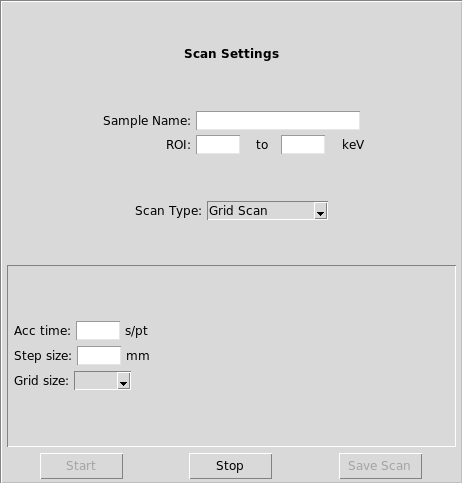 Scan Settings
Sample Name:
ROI: to keV
Scan Type: Grid Scan
Acc time: s/pt
Step size: mm
Grid size:
Start Stop Save Scan